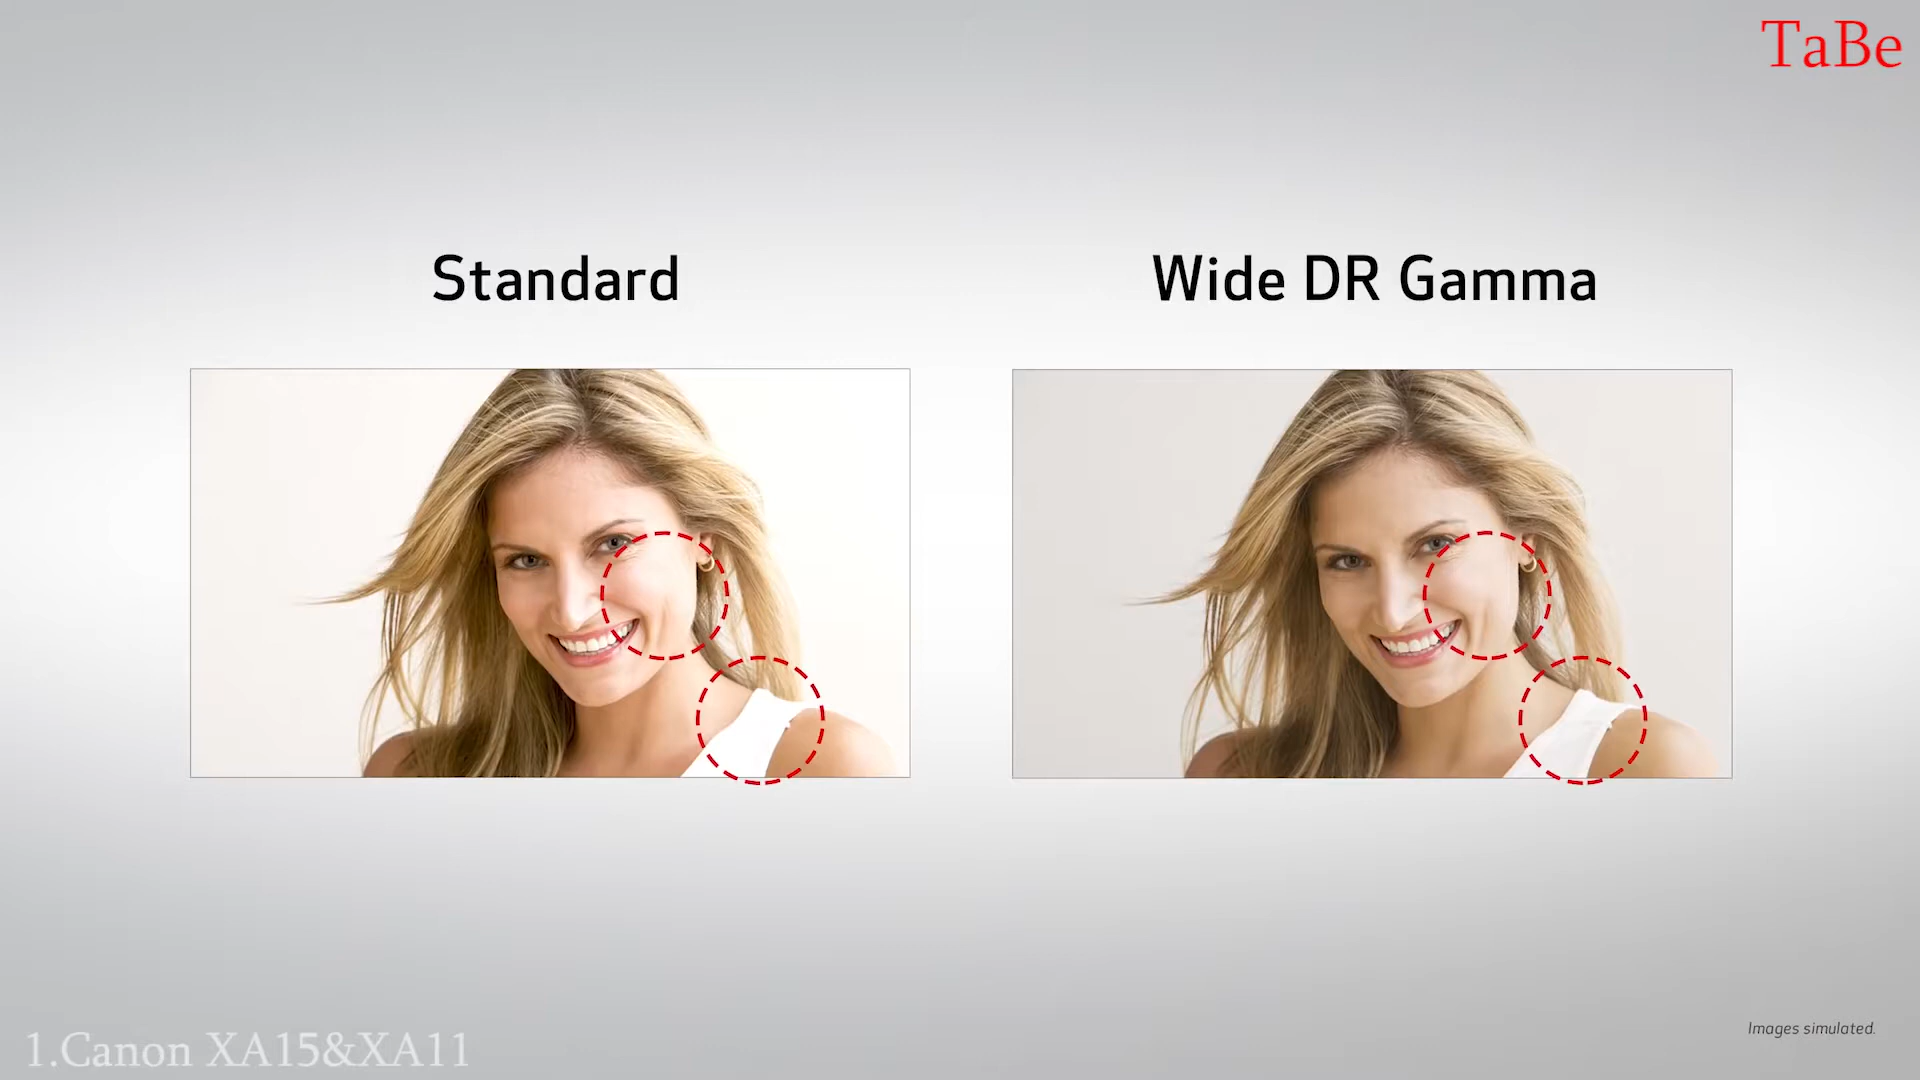 TaBe
Standard
Wide DR Gamma
Images simulated.
1.Canon XA15&XA11